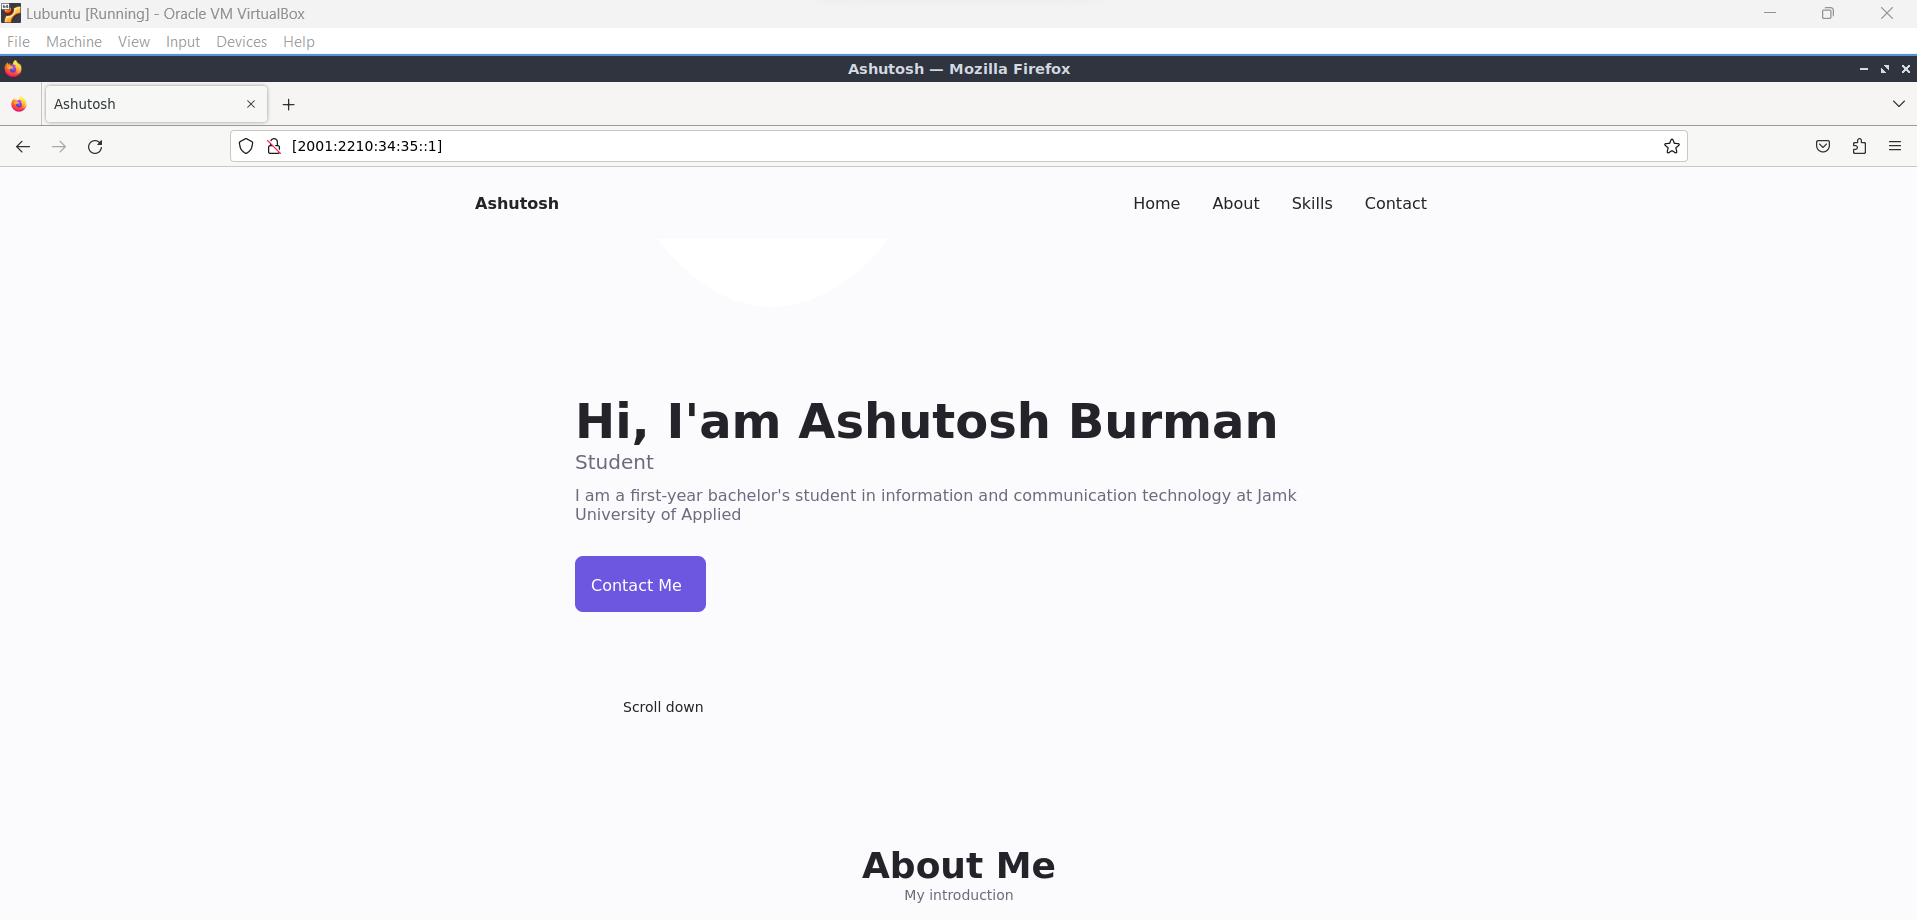 Lubuntu [Running] - Oracle VM VirtualBox
File Machine View Input Devices Help
Ashutosh — Mozilla Firefox
Ashutosh
[2001:2210:34:35::1]
Ashutosh Home About Skills Contact
Hi, I'am Ashutosh Burman
Student
I am a first-year bachelor's student in information and communication technology at Jamk
University of Applied
Contact Me
Scroll down
About Me
My introduction